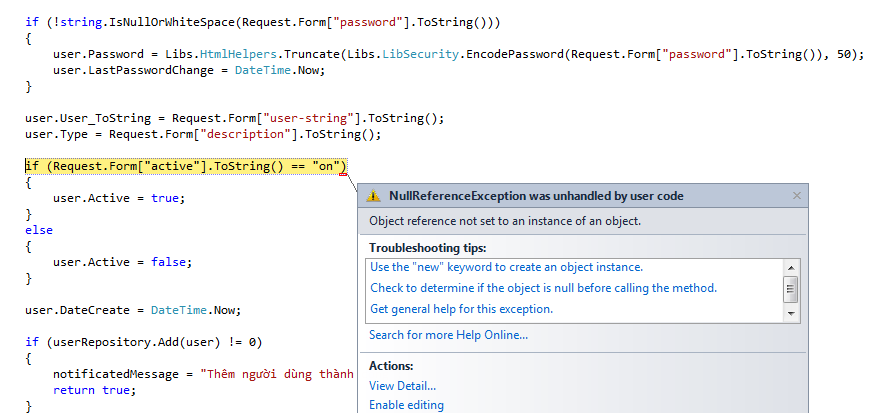 if (!string.IsNullOrWhiteSpace(Request.Form["password"].ToString()))
{
user.Password = Libs.HtmlHelpers.Truncate(Libs.LibSecurity.EncodePassword(Request.Form["password"].ToString()), 50);
user.LastPasswordChange = DateTime.Now;
}
user.User_ToString = Request.Form["user-string"].ToString();
user.Type = Request.Form["description"].ToString();
if (Request.Form["active"].ToString() == "on")
{
user.Active = true;
}
else
{
user.Active = false;
}
user.DateCreate = DateTime.Now;
if (userRepository.Add(user) != 0)
{
notificatedMessage = "Thêm người dùng thành
return true;
}
NullReferenceException was unhandled by user code
Object reference not set to an instance of an object.
Troubleshooting tips:
Use the "new" keyword to create an object instance.
Check to determine if the object is null before calling the method.
Get general help for this exception.
Search for more Help Online...
Actions:
View Detail...
Enable editing